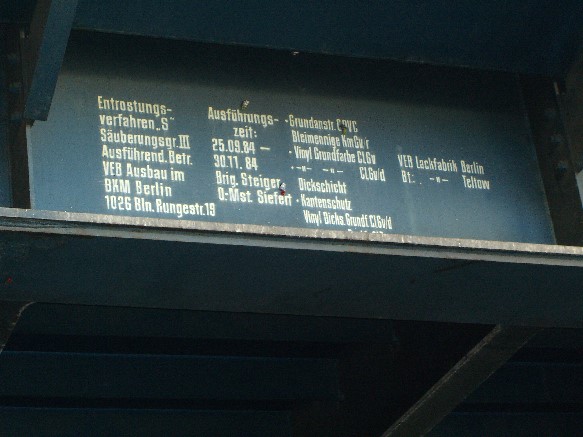 Entrostungs-
verfahren „S"
Säuberungsgr. III
Ausführend. Betr.
VEB Ausbau im
BKM Berlin
1026 Bln. Rungestr. 19
Ausführungs-
zeit:
25.09.84 —
30.11.84
Brig. Steiger
O-Mst. Siefert
· Grundanstr. CPVC
Bleimennige KmGv/r
· Vinyl Grundfarbe CLGv
· -"- -"- CLGv/d
Dickschicht
· Kantenschutz
Vinyl Dicks. Grundf. CLGv/d
VEB Lackfabrik Berlin
Bt: -"- Teltow